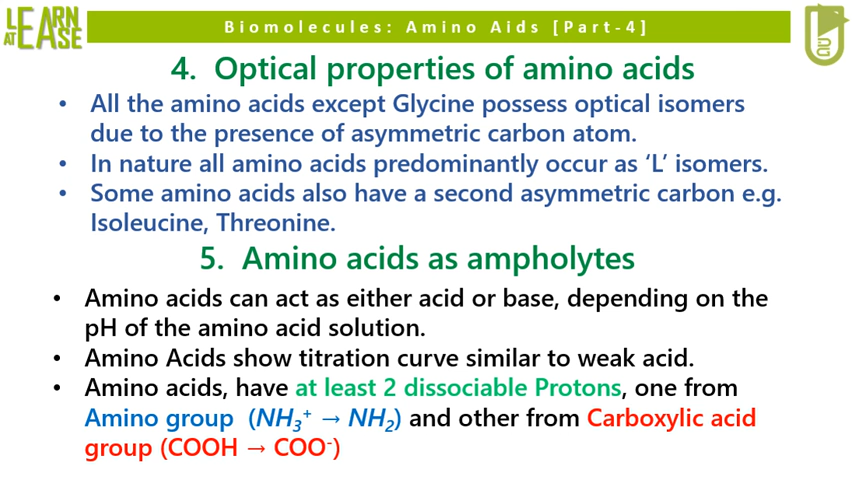 LEARN
AT EASE
Biomolecules: Amino Aids [Part-4]
4. Optical properties of amino acids
• All the amino acids except Glycine possess optical isomers
due to the presence of asymmetric carbon atom.
• In nature all amino acids predominantly occur as ‘L’ isomers.
• Some amino acids also have a second asymmetric carbon e.g.
Isoleucine, Threonine.
5. Amino acids as ampholytes
• Amino acids can act as either acid or base, depending on the
pH of the amino acid solution.
• Amino Acids show titration curve similar to weak acid.
• Amino acids, have at least 2 dissociable Protons, one from
Amino group (NH₃⁺ → NH₂) and other from Carboxylic acid
group (COOH → COO⁻)